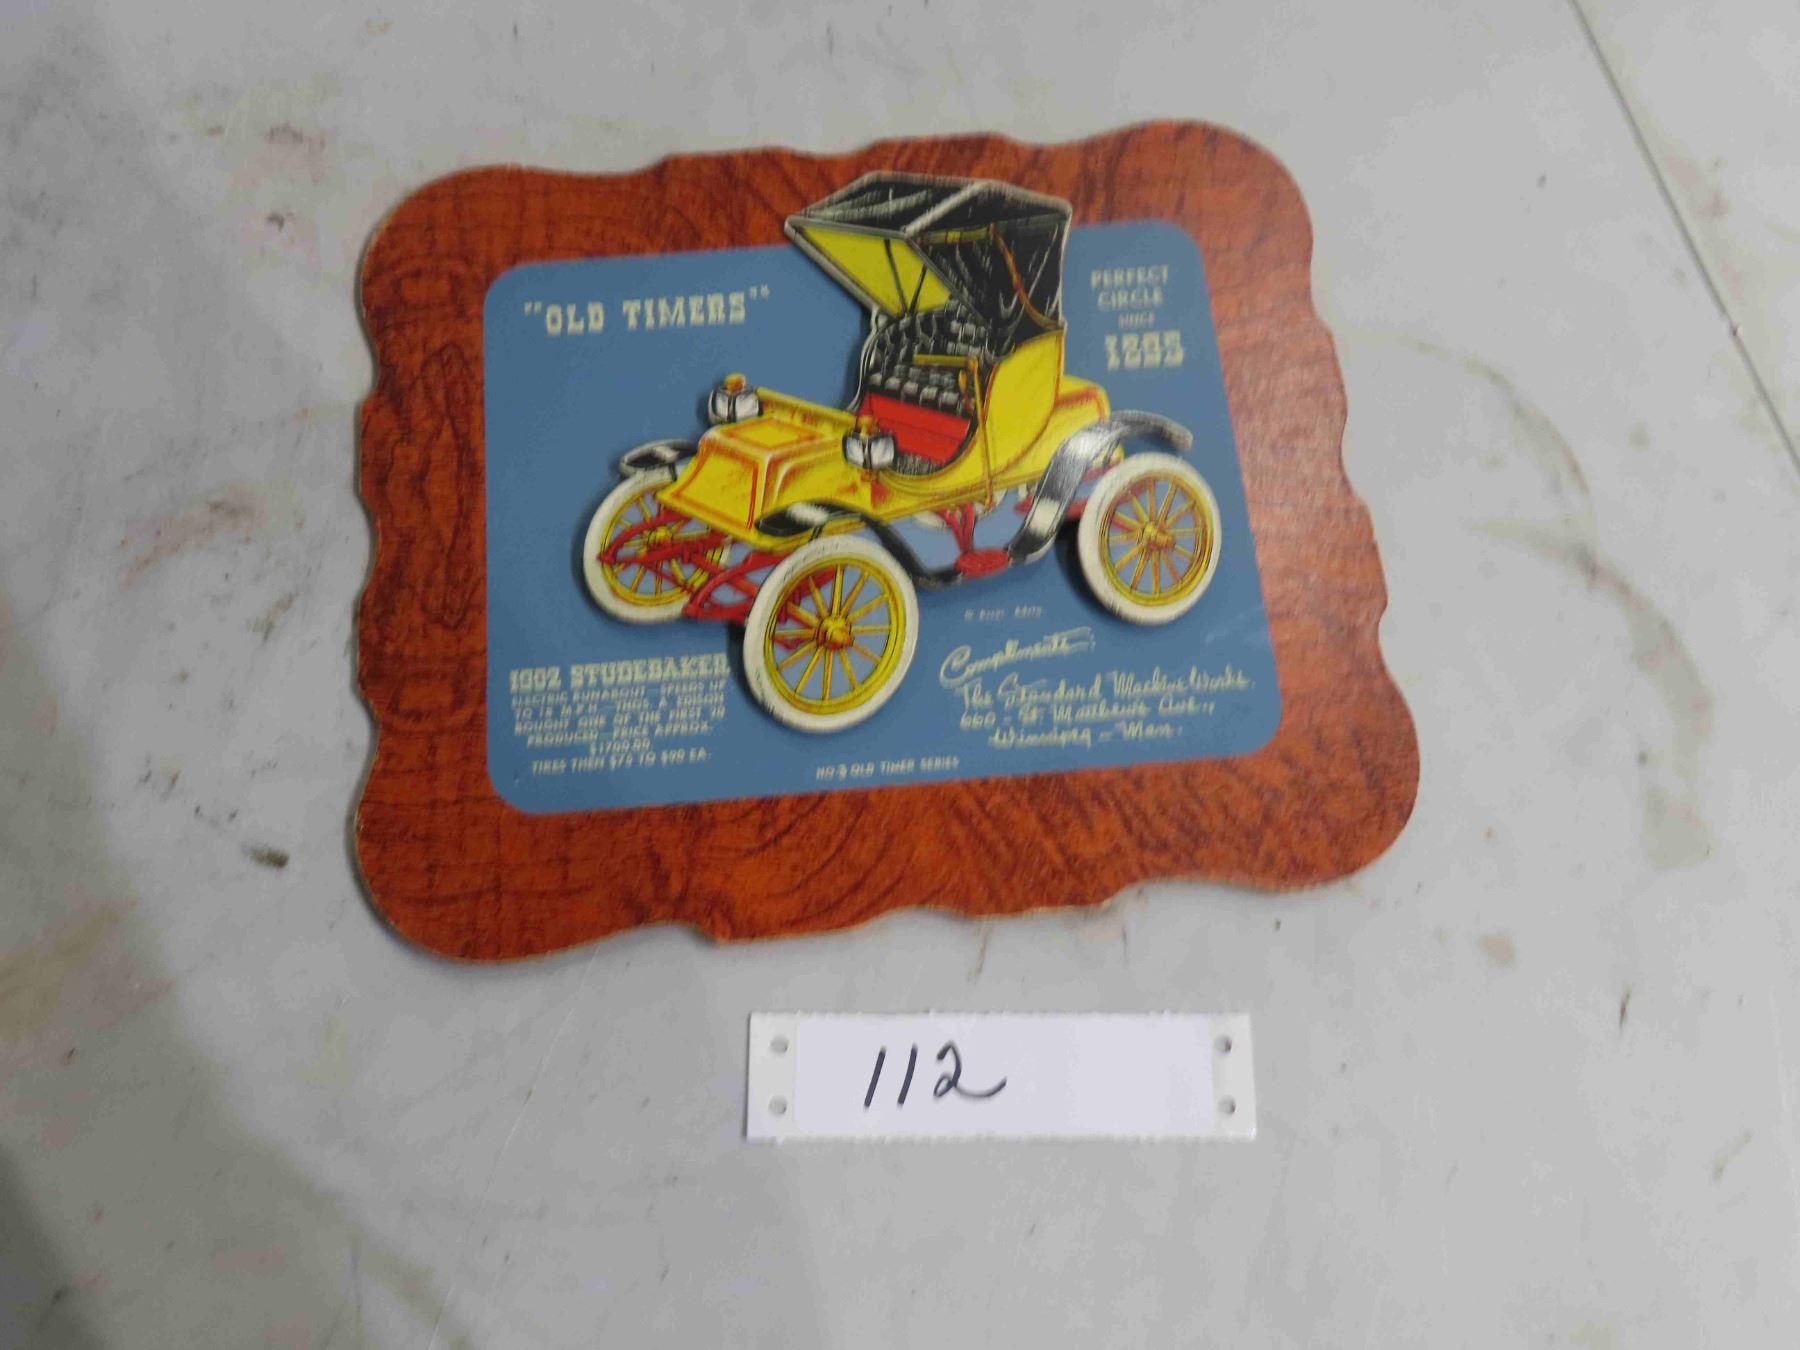 "OLD TIMERS"
PERFECT
CIRCLE
SINCE
1895
1902 STUDEBAKER
ELECTRIC RUNABOUT—SPEEDS UP
TO 18 M.P.H.—THOS. A. EDISON
BOUGHT ONE OF THE FIRST 20
PRODUCED—PRICE APPROX.
$1700.00.
TIRES THEN $75 TO $90 EA.
Compliments:
The Standard Machine Works.
660 - St. Matthews Ave.,
Winnipeg - Man.
NO. 3 OLD TIMER SERIES
112